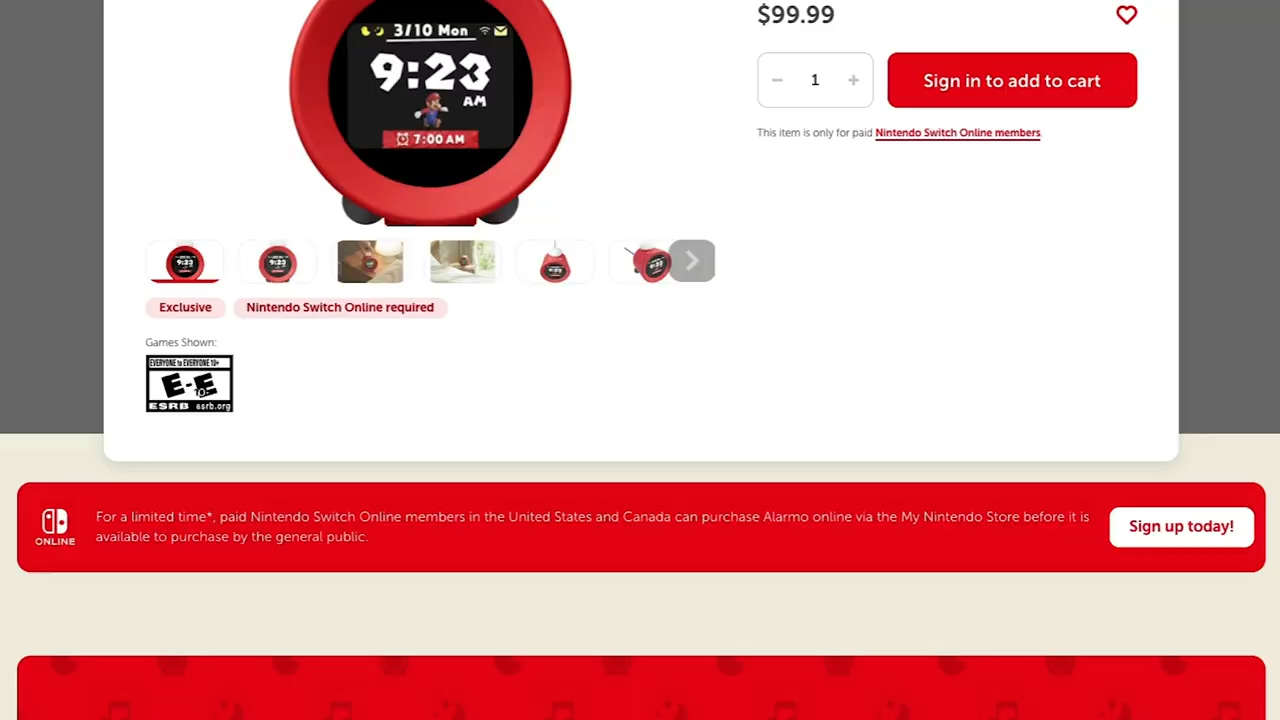 $99.99
3/10 Mon
9:23
AM
7:00 AM
1
Sign in to add to cart
This item is only for paid Nintendo Switch Online members.
Exclusive
Nintendo Switch Online required
Games Shown:
EVERYONE to EVERYONE 10+
E-E
10+
ESRB esrb.org
ONLINE
For a limited time*, paid Nintendo Switch Online members in the United States and Canada can purchase Alarmo online via the My Nintendo Store before it is
available to purchase by the general public.
Sign up today!